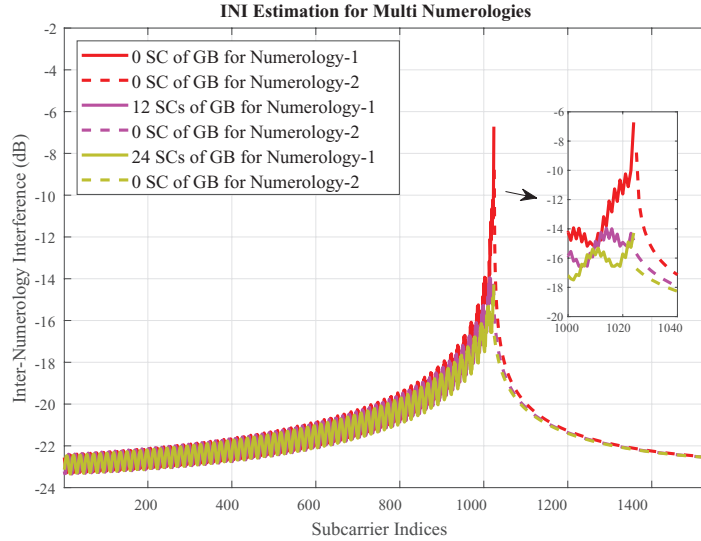 INI Estimation for Multi Numerologies
Inter-Numerology Interference (dB)
-2
-4
-6
-8
-10
-12
-14
-16
-18
-20
-22
-24
0 SC of GB for Numerology-1
0 SC of GB for Numerology-2
12 SCs of GB for Numerology-1
0 SC of GB for Numerology-2
24 SCs of GB for Numerology-1
0 SC of GB for Numerology-2
-6
-8
-10
-12
-14
-16
-18
-20
1000 1020 1040
200 400 600 800 1000 1200 1400
Subcarrier Indices